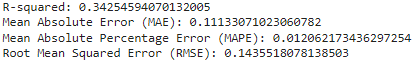 R-squared: 0.34254594070132005
Mean Absolute Error (MAE): 0.11133071023060782
Mean Absolute Percentage Error (MAPE): 0.012062173436297254
Root Mean Squared Error (RMSE): 0.1435518078138503